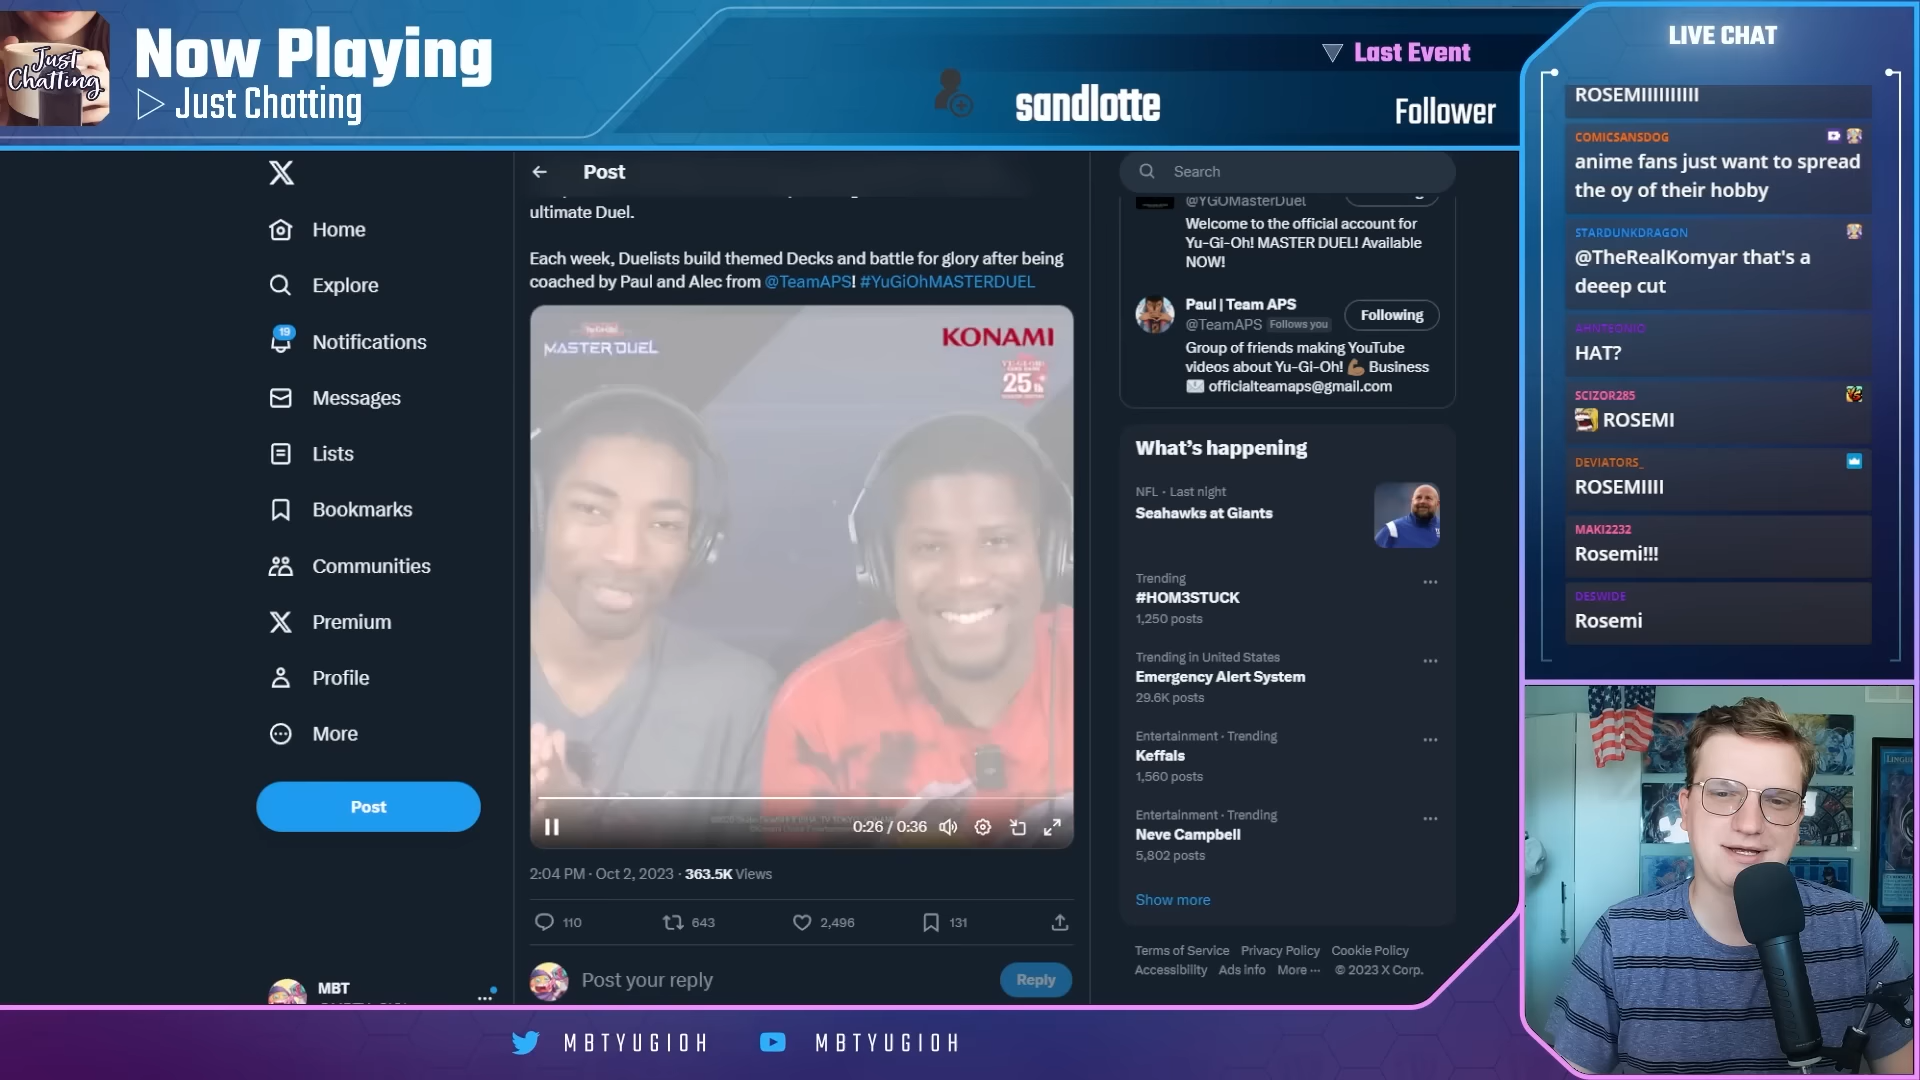 Just
Chatting
Now Playing
Just Chatting
Last Event
sandlotte
Follower
LIVE CHAT
ROSEMIIIIIIIIII
COMICSANSDOG
anime fans just want to spread
the oy of their hobby
STARDUNKDRAGON
@TheRealKomyar that's a
deeep cut
AHNTEONIO
HAT?
SCIZOR285
ROSEMI
DEVIATORS_
ROSEMIIII
MAKI2232
Rosemi!!!
DESWIDE
Rosemi
Home
Explore
19
Notifications
Messages
Lists
Bookmarks
Communities
Premium
Profile
More
Post
MBT
Post
ultimate Duel.
Each week, Duelists build themed Decks and battle for glory after being
coached by Paul and Alec from @TeamAPS! #YuGiOhMASTERDUEL
Yu-Gi-Oh!
MASTER DUEL
KONAMI
25th
0:26 / 0:36
2:04 PM · Oct 2, 2023 · 363.5K Views
110
643
2,496
131
Post your reply
Reply
Search
@YGOMasterDuel
Welcome to the official account for
Yu-Gi-Oh! MASTER DUEL! Available
NOW!
Paul | Team APS
@TeamAPS Follows you
Following
Group of friends making YouTube
videos about Yu-Gi-Oh! 💪🏾 Business
✉️ officialteamaps@gmail.com
What's happening
NFL · Last night
Seahawks at Giants
Trending
#HOM3STUCK
1,250 posts
Trending in United States
Emergency Alert System
29.6K posts
Entertainment · Trending
Keffals
1,560 posts
Entertainment · Trending
Neve Campbell
5,802 posts
Show more
Terms of Service Privacy Policy Cookie Policy
Accessibility Ads info More ··· © 2023 X Corp.
MBTYUGIOH
MBTYUGIOH